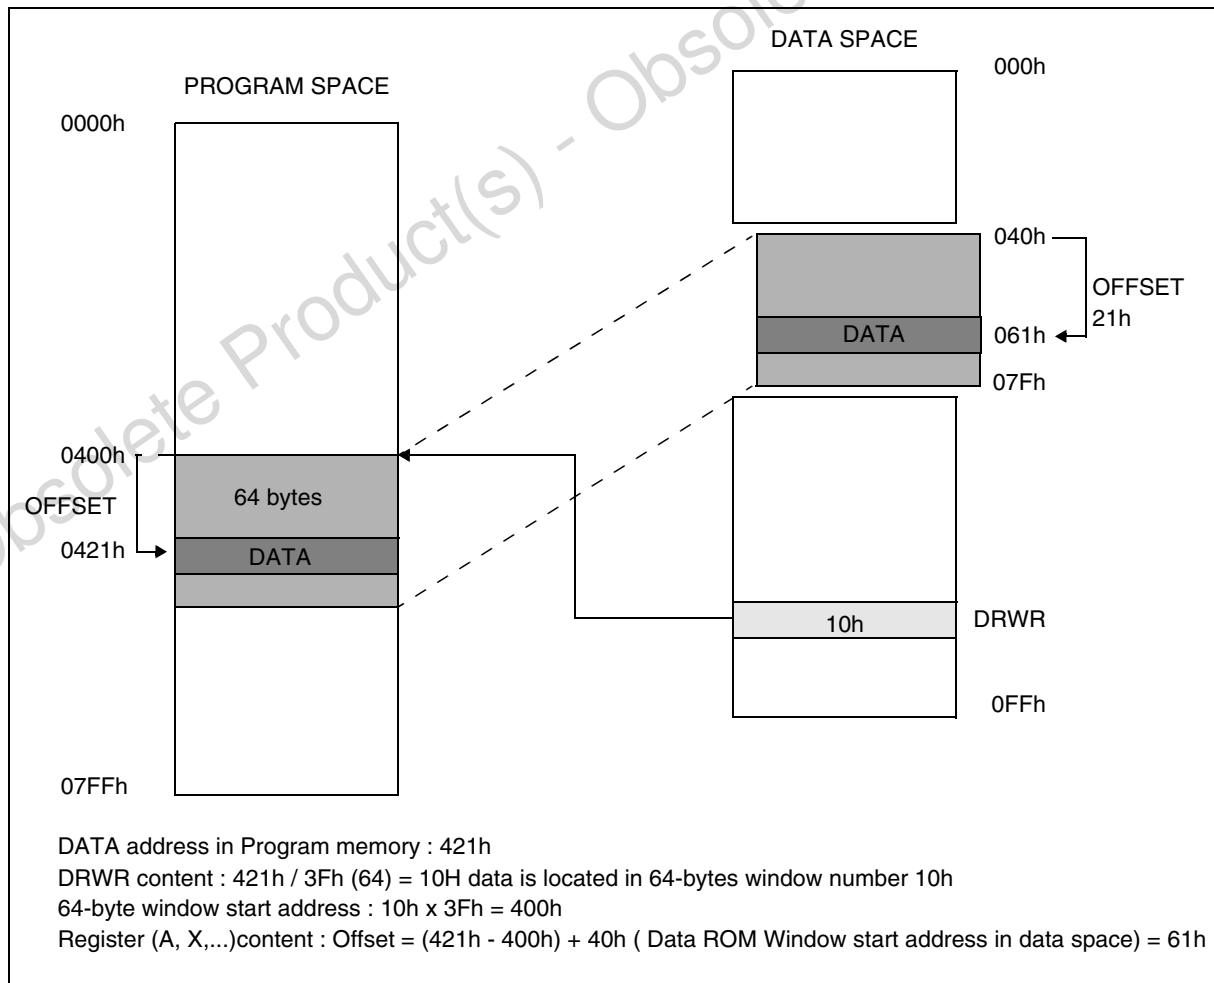 DATA SPACE
000h
PROGRAM SPACE
0000h
040h
OFFSET
21h
DATA
061h
07Fh
0400h
64 bytes
OFFSET
0421h
DATA
10h
DRWR
0FFh
07FFh
DATA address in Program memory : 421h
DRWR content : 421h / 3Fh (64) = 10H data is located in 64-bytes window number 10h
64-byte window start address : 10h x 3Fh = 400h
Register (A, X,...)content : Offset = (421h - 400h) + 40h ( Data ROM Window start address in data space) = 61h
Obsolete Product(s) - Obsole